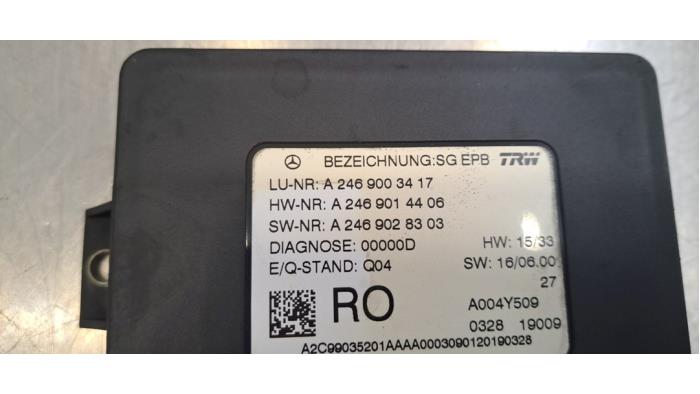 BEZEICHNUNG:SG EPB TRW
LU-NR: A 246 900 34 17
HW-NR: A 246 901 44 06
SW-NR: A 246 902 83 03
DIAGNOSE: 00000D HW: 15/33
E/Q-STAND: Q04 SW: 16/06.00
27
RO A004Y509
0328 19009
A2C99035201AAAA0003090120190328